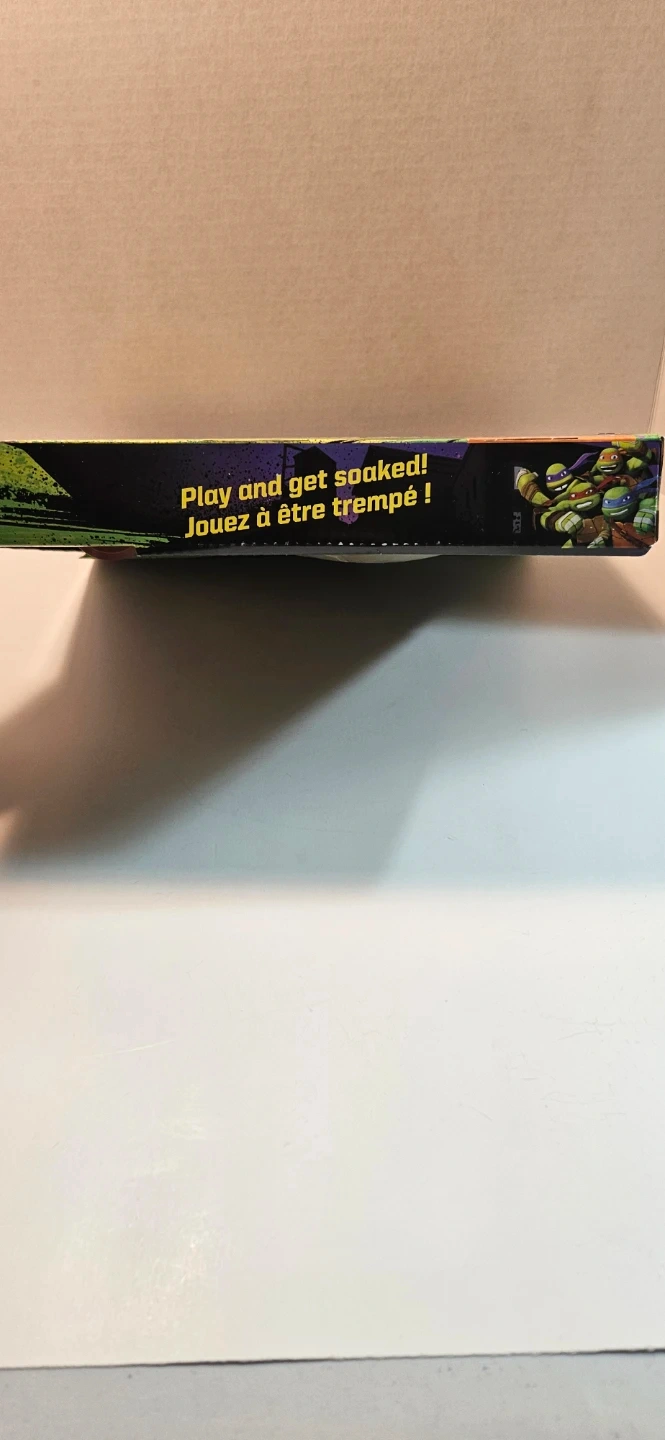 Play and get soaked!
Jouez à être trempé !